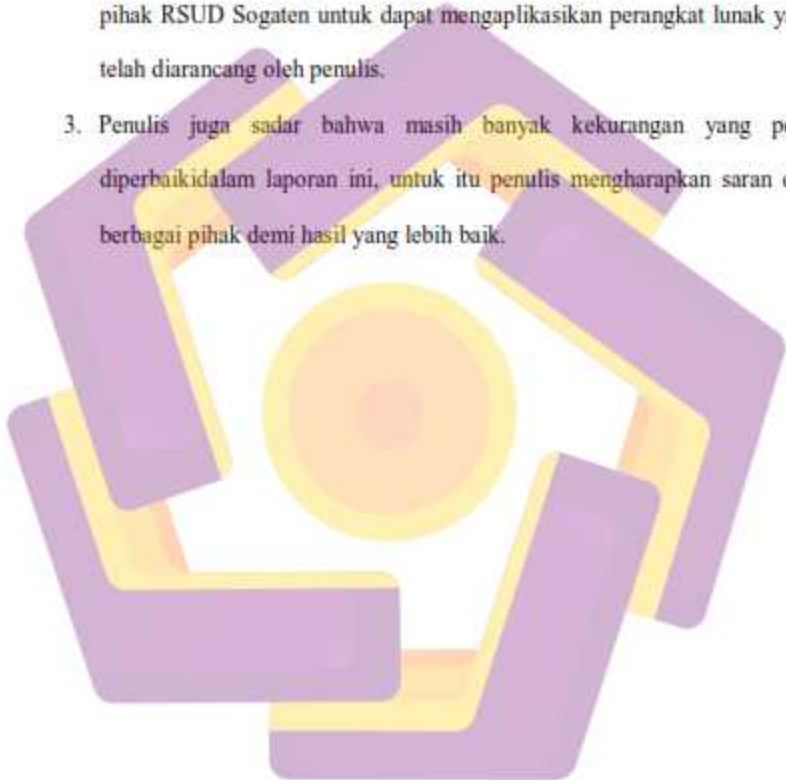 pihak RSUD Sogaten untuk dapat mengaplikasikan perangkat lunak
telah diarancang oleh penulis.
3. Penulis juga sadar bahwa masih banyak kekurangan yang
diperbaikidalam laporan ini, untuk itu penulis mengharapkan saran
berbagai pihak demi hasil yang lebih baik.